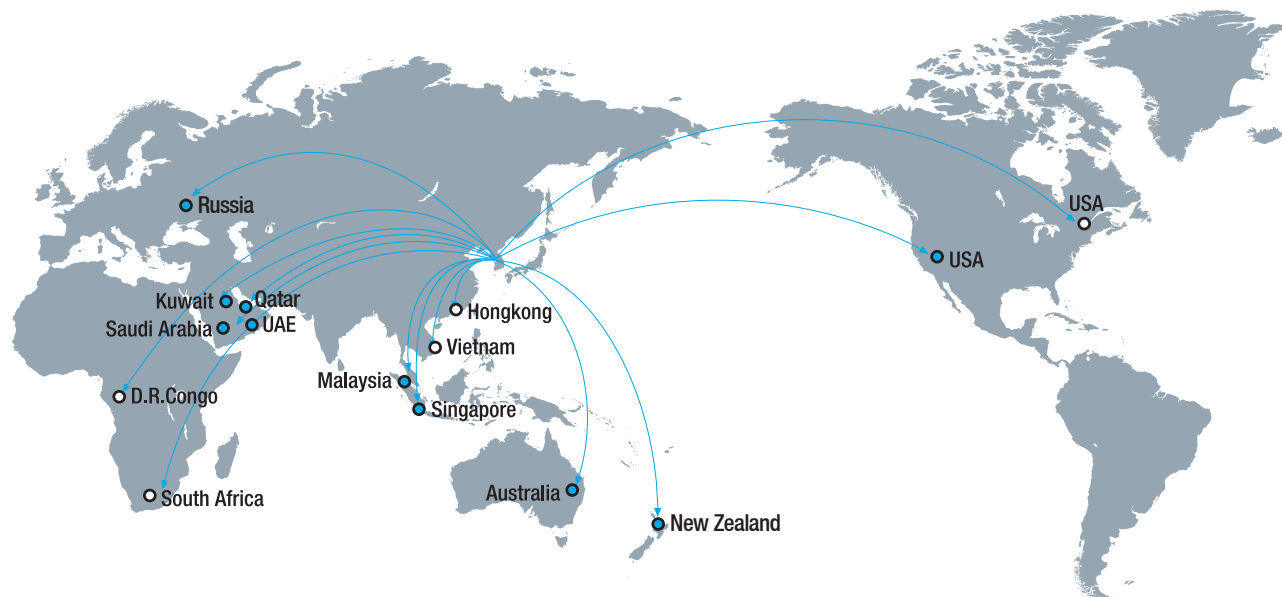 USA
Russia
USA
Kuwait
Qatar
Hongkong
Saudi Arabia
UAE
Vietnam
Malaysia
D.R.Congo
Singapore
Australia
South Africa
New Zealand